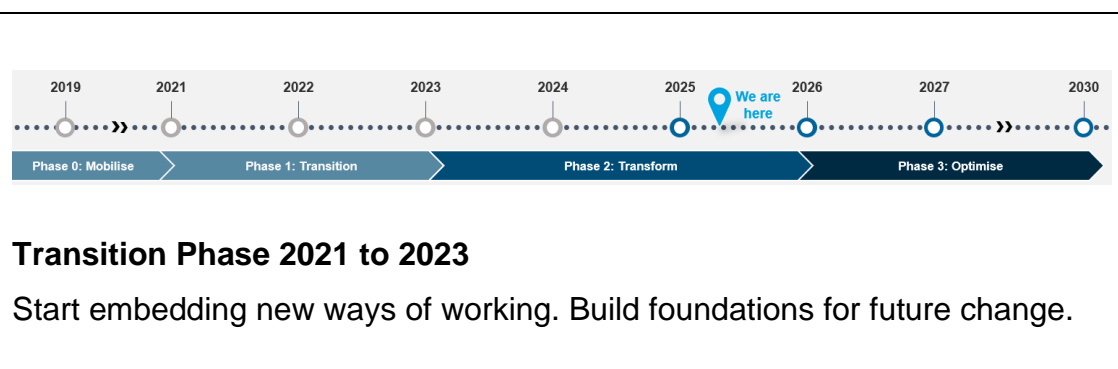 2019 2021 2022 2023 2024 2025 2026 2027 2030
We are
here
Phase 0: Mobilise Phase 1: Transition Phase 2: Transform Phase 3: Optimise
Transition Phase 2021 to 2023
Start embedding new ways of working. Build foundations for future change.